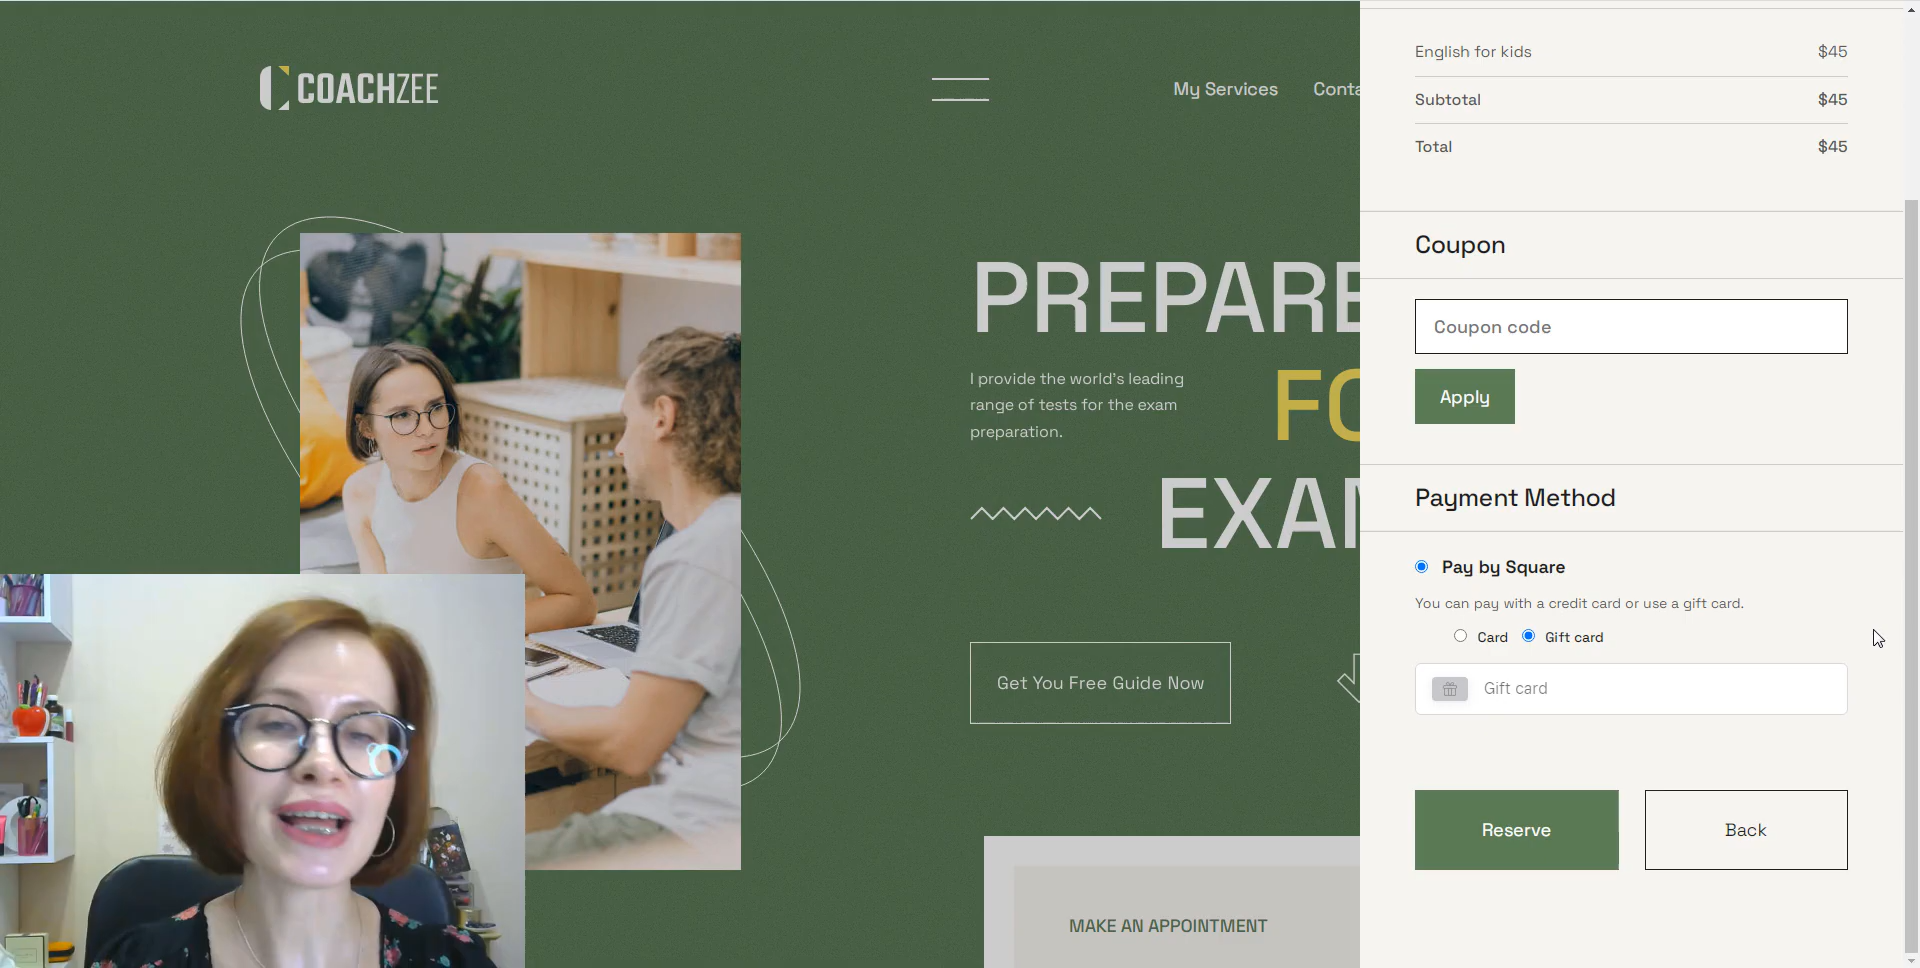 COACHZEE
My Services
PREPARE
I provide the world's leading
range of tests for the exam
preparation.
Get You Free Guide Now
MAKE AN APPOINTMENT
English for kids $45
Subtotal $45
Total $45
Coupon
Coupon code
Apply
Payment Method
Pay by Square
You can pay with a credit card or use a gift card.
Card Gift card
Gift card
Reserve Back